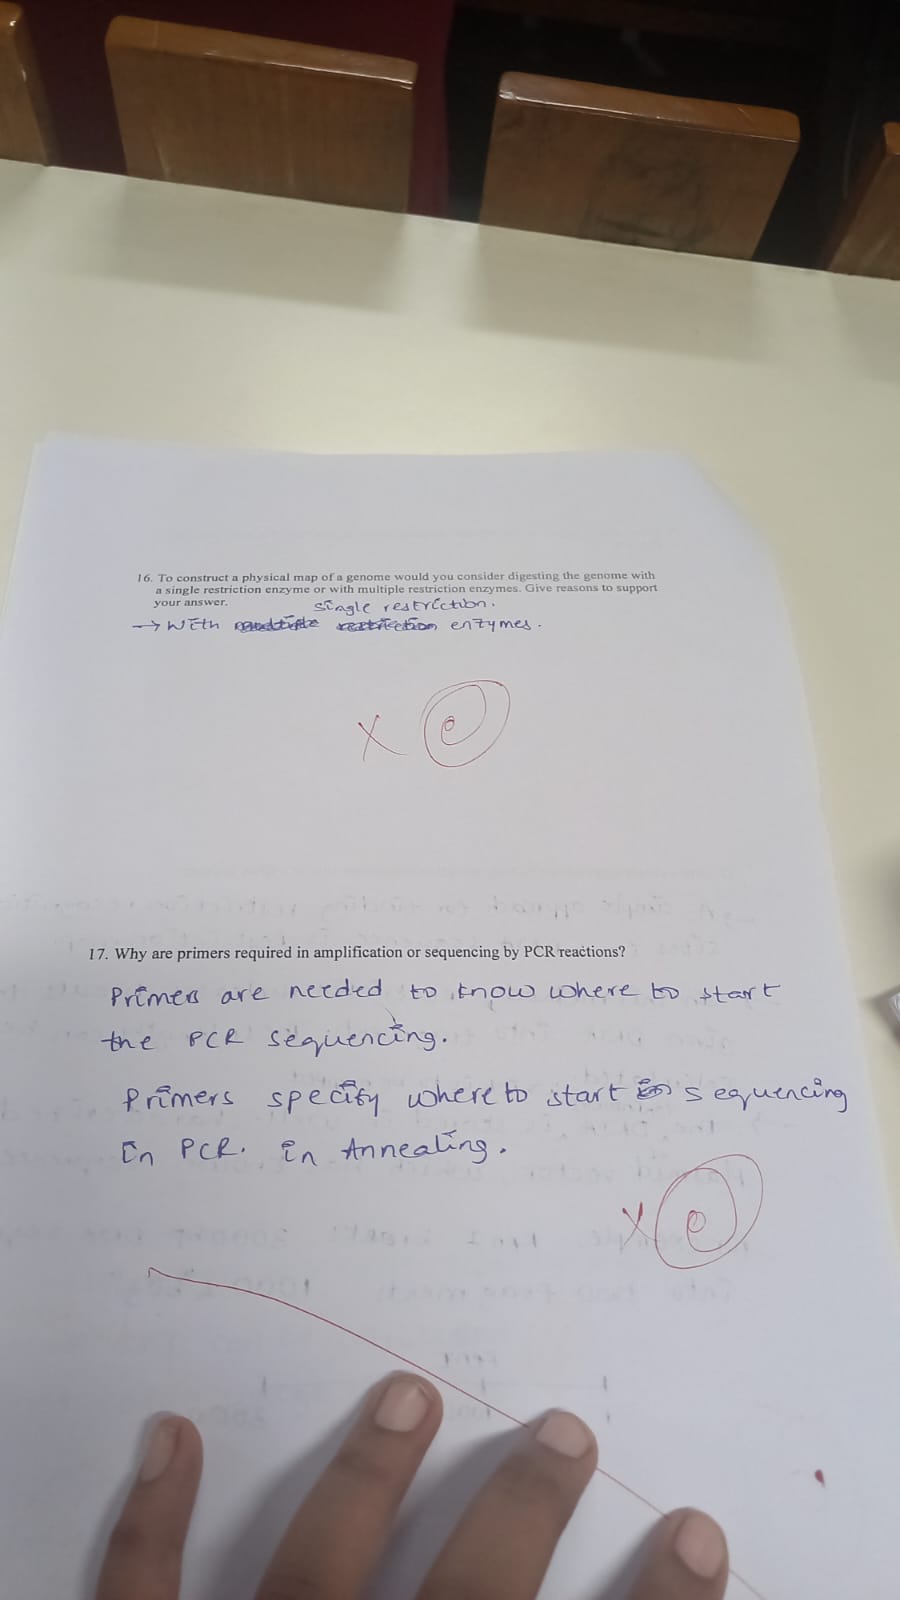 16. To construct a physical map of a genome would you consider digesting the genome with
a single restriction enzyme or with multiple restriction enzymes. Give reasons to support
your answer.
single restriction.
→ With multiple restriction enzymes.
X 0
17. Why are primers required in amplification or sequencing by PCR reactions?
Primers are needed to know where to start
the PCR sequencing.
Primers specify where to start in sequencing
in PCR. in Annealing.
X 0